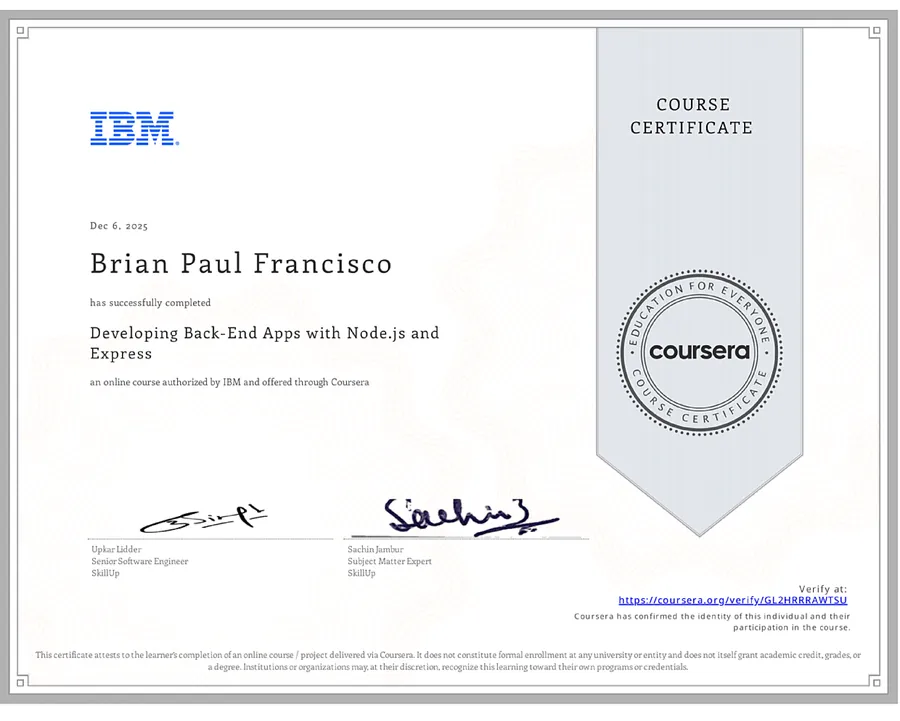 IBM
COURSE
CERTIFICATE
Dec 6, 2025
Brian Paul Francisco
has successfully completed
Developing Back-End Apps with Node.js and
Express
an online course authorized by IBM and offered through Coursera
EDUCATION FOR EVERYONE
coursera
COURSE CERTIFICATE
Sachin J
Upkar Lidder
Senior Software Engineer
SkillUp
Sachin Jambur
Subject Matter Expert
SkillUp
Verify at:
https://coursera.org/verify/GL2HRRRAWTSU
Coursera has confirmed the identity of this individual and their
participation in the course.
This certificate attests to the learner's completion of an online course / project delivered via Coursera. It does not constitute formal enrollment at any university or entity and does not itself grant academic credit, grades, or
a degree. Institutions or organizations may, at their discretion, recognize this learning toward their own programs or credentials.